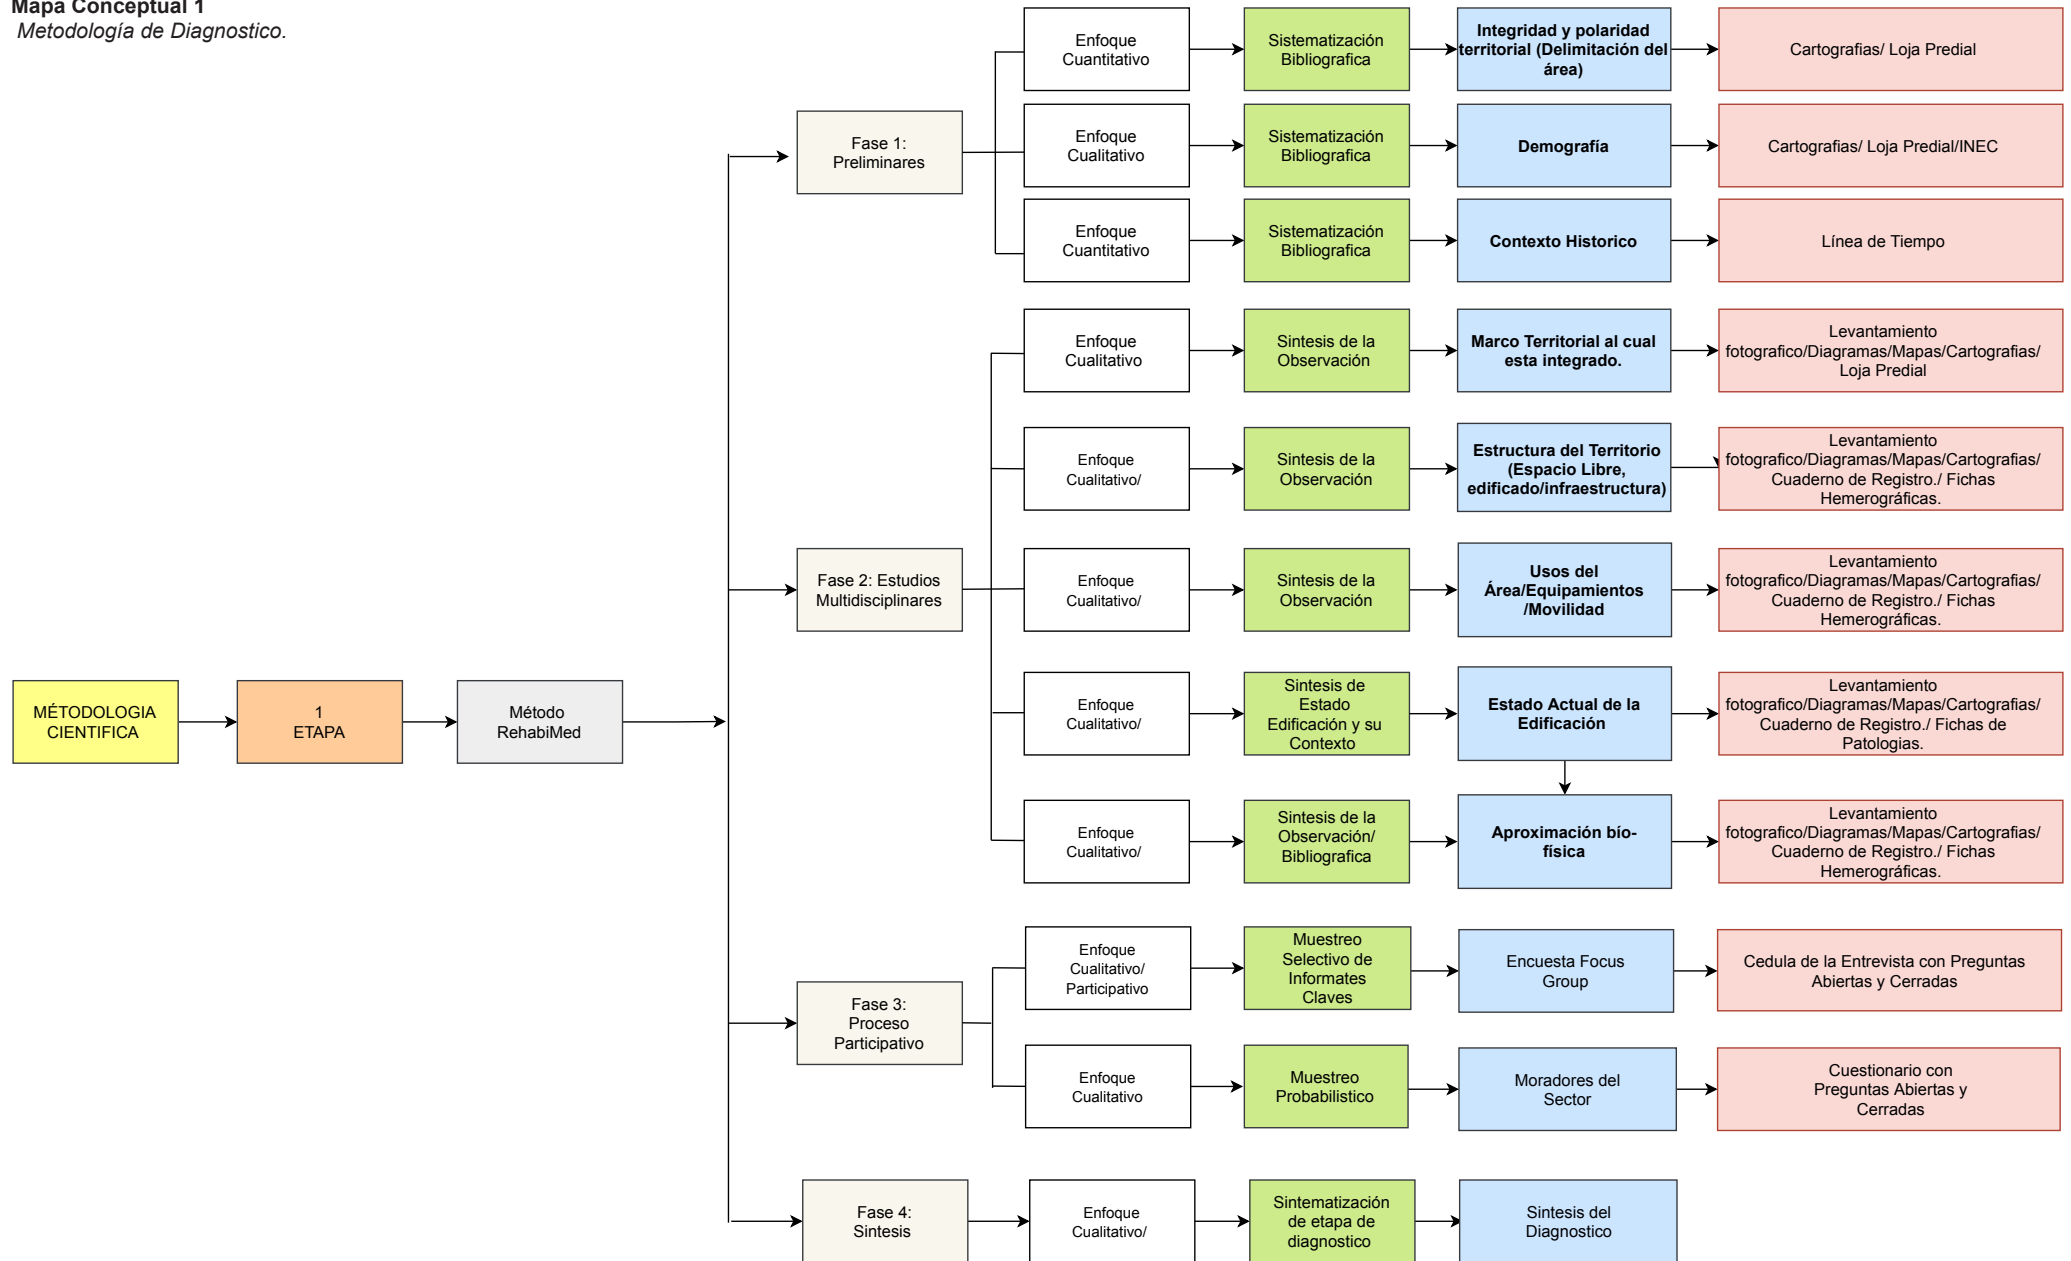 Mapa Conceptual 1
Metodología de Diagnostico.
MÉTODOLOGIA
CIENTIFICA
1
ETAPA
Método
RehabiMed
Fase 1:
Preliminares
Enfoque
Cuantitativo
Sistematización
Bibliografica
Integridad y polaridad
territorial (Delimitación del
área)
Cartografias/ Loja Predial
Enfoque
Cualitativo
Sistematización
Bibliografica
Demografía
Cartografias/ Loja Predial/INEC
Enfoque
Cuantitativo
Sistematización
Bibliografica
Contexto Historico
Línea de Tiempo
Fase 2: Estudios
Multidisciplinares
Enfoque
Cualitativo
Sintesis de la
Observación
Marco Territorial al cual
esta integrado.
Levantamiento
fotografico/Diagramas/Mapas/Cartografias/
Loja Predial
Enfoque
Cualitativo/
Sintesis de la
Observación
Estructura del Territorio
(Espacio Libre,
edificado/infraestructura)
Levantamiento
fotografico/Diagramas/Mapas/Cartografias/
Cuaderno de Registro./ Fichas
Hemerográficas.
Enfoque
Cualitativo/
Sintesis de la
Observación
Usos del
Área/Equipamientos
/Movilidad
Levantamiento
fotografico/Diagramas/Mapas/Cartografias/
Cuaderno de Registro./ Fichas
Hemerográficas.
Enfoque
Cualitativo/
Sintesis de
Estado
Edificación y su
Contexto
Estado Actual de la
Edificación
Levantamiento
fotografico/Diagramas/Mapas/Cartografias/
Cuaderno de Registro./ Fichas de
Patologias.
Enfoque
Cualitativo/
Sintesis de la
Observación/
Bibliografica
Aproximación bío-
física
Levantamiento
fotografico/Diagramas/Mapas/Cartografias/
Cuaderno de Registro./ Fichas
Hemerográficas.
Fase 3:
Proceso
Participativo
Enfoque
Cualitativo/
Participativo
Muestreo
Selectivo de
Informates
Claves
Encuesta Focus
Group
Cedula de la Entrevista con Preguntas
Abiertas y Cerradas
Enfoque
Cualitativo
Muestreo
Probabilistico
Moradores del
Sector
Cuestionario con
Preguntas Abiertas y
Cerradas
Fase 4:
Sintesis
Enfoque
Cualitativo/
Sintematización
de etapa de
diagnostico
Sintesis del
Diagnostico